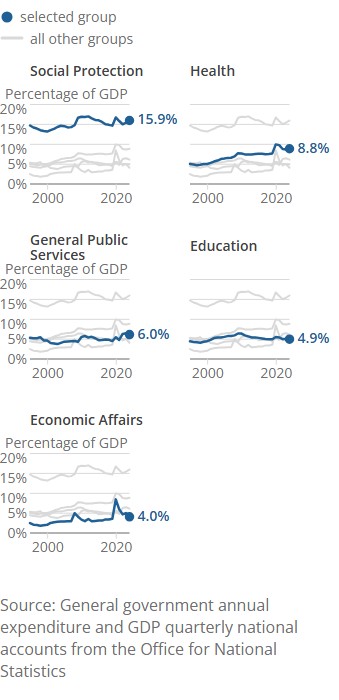 selected group
all other groups
Social Protection
Percentage of GDP
20%
15%
10%
5%
0%
15.9%
2000
2020
Health
8.8%
2000
2020
General Public
Services
Percentage of GDP
20%
15%
10%
5%
0%
6.0%
2000
2020
Education
4.9%
2000
2020
Economic Affairs
Percentage of GDP
20%
15%
10%
5%
0%
4.0%
2000
2020
Source: General government annual
expenditure and GDP quarterly national
accounts from the Office for National
Statistics